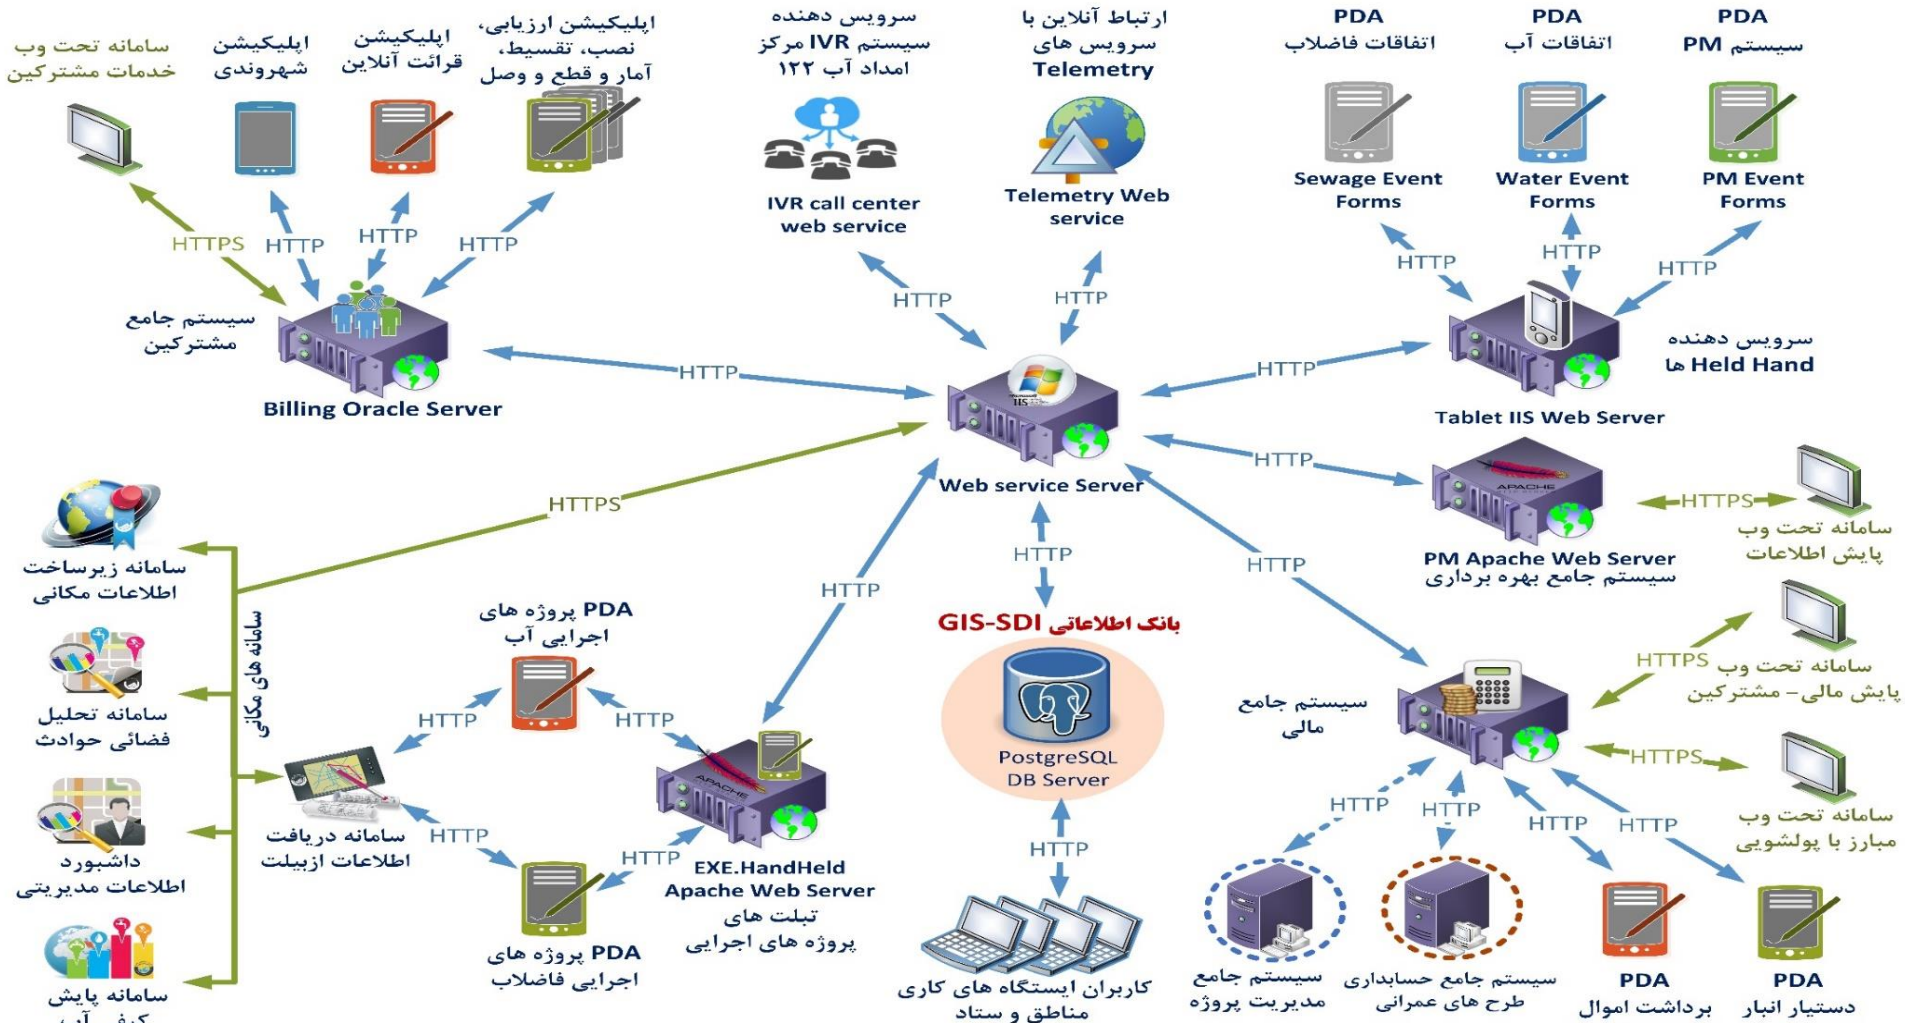 سامانه تحت وب
خدمات مشترکین
اپلیکیشن
شهروندی
اپلیکیشن
قرائت آنلاین
اپلیکیشن ارزیابی،
نصب، تقسیط،
آمار و قطع و وصل
سرویس دهنده
سیستم IVR مرکز
امداد آب ۱۲۲
ارتباط آنلاین با
سرویس های
Telemetry
PDA
اتفاقات فاضلاب
PDA
اتفاقات آب
PDA
سیستم PM
IVR call center
web service
Telemetry Web
service
Sewage Event
Forms
Water Event
Forms
PM Event
Forms
HTTPS
HTTP
HTTP
HTTP
HTTP
HTTP
HTTP
HTTP
HTTP
سیستم جامع
مشترکین
Billing Oracle Server
HTTP
IIS
Web service Server
HTTP
سرویس دهنده
Held Hand ها
Tablet IIS Web Server
HTTP
APACHE
PM Apache Web Server
سیستم جامع بهره برداری
HTTPS
سامانه تحت وب
پایش اطلاعات
HTTPS
HTTP
HTTP
HTTP
سامانه های مکانی
سامانه زیرساخت
اطلاعات مکانی
سامانه تحلیل
فضائی حوادث
داشبورد
اطلاعات مدیریتی
سامانه پایش
کیفی آب
PDA پروژه های
اجرایی آب
HTTP
HTTP
سامانه دریافت
اطلاعات ازبیلت
HTTP
HTTP
PDA پروژه های
اجرایی فاضلاب
APACHE
EXE.HandHeld
Apache Web Server
تبلت های
پروژه های اجرایی
بانک اطلاعاتی GIS-SDI
PostgreSQL
DB Server
HTTP
کاربران ایستگاه های کاری
مناطق و ستاد
سیستم جامع
مالی
HTTPS
سامانه تحت وب
پایش مالی– مشترکین
HTTPS
سامانه تحت وب
مبارز با پولشویی
HTTP
HTTP
HTTP
HTTP
سیستم جامع
مدیریت پروژه
سیستم جامع حسابداری
طرح های عمرانی
PDA
برداشت اموال
PDA
دستیار انبار